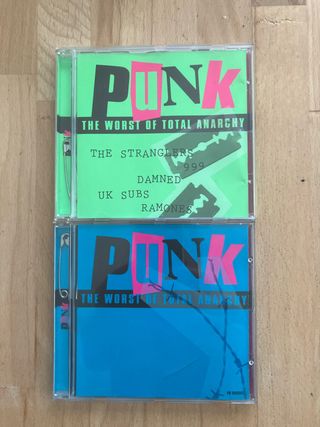 PuNk
THE WORST OF TOTAL ANARCHY
THE STRANGLERS
999
DAMNED
UK SUBS
RAMONES
PuNk
THE WORST OF TOTAL ANARCHY